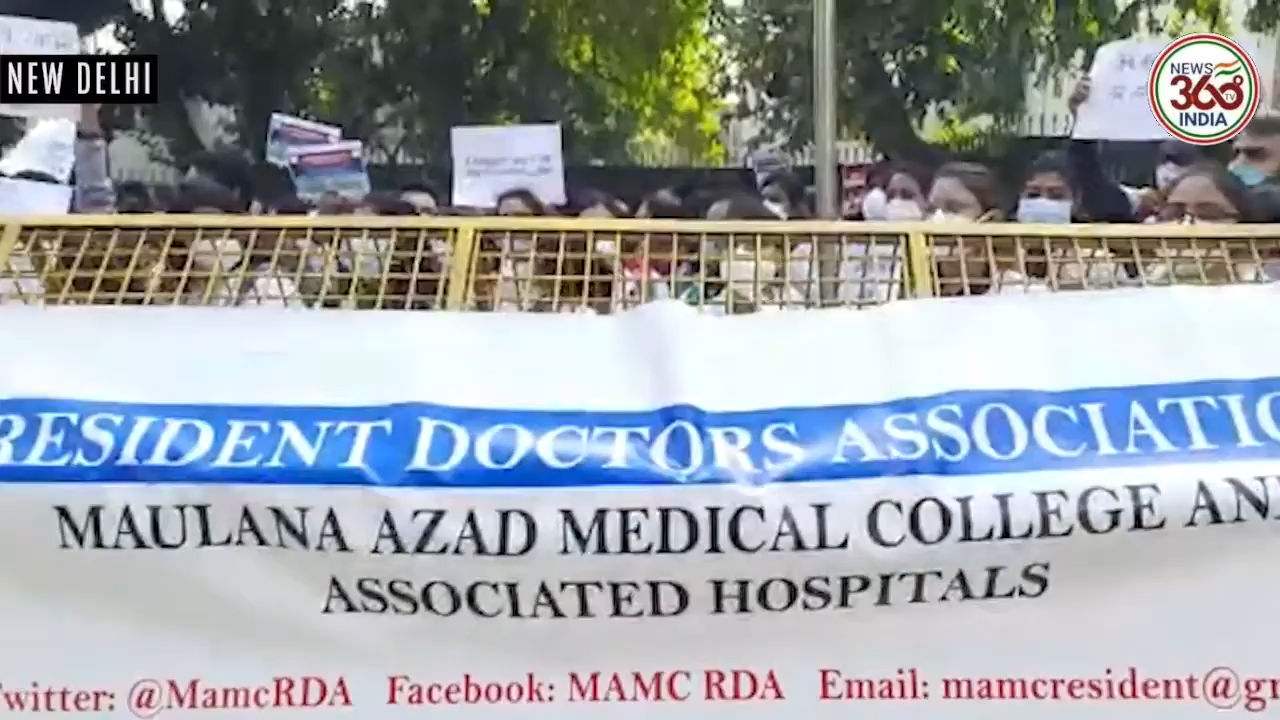 NEW DELHI
NEWS
360
TV
INDIA
RESIDENT DOCTORS ASSOCIATIO
MAULANA AZAD MEDICAL COLLEGE AN
ASSOCIATED HOSPITALS
Twitter: @MamcRDA Facebook: MAMC RDA Email: mamcresident@g